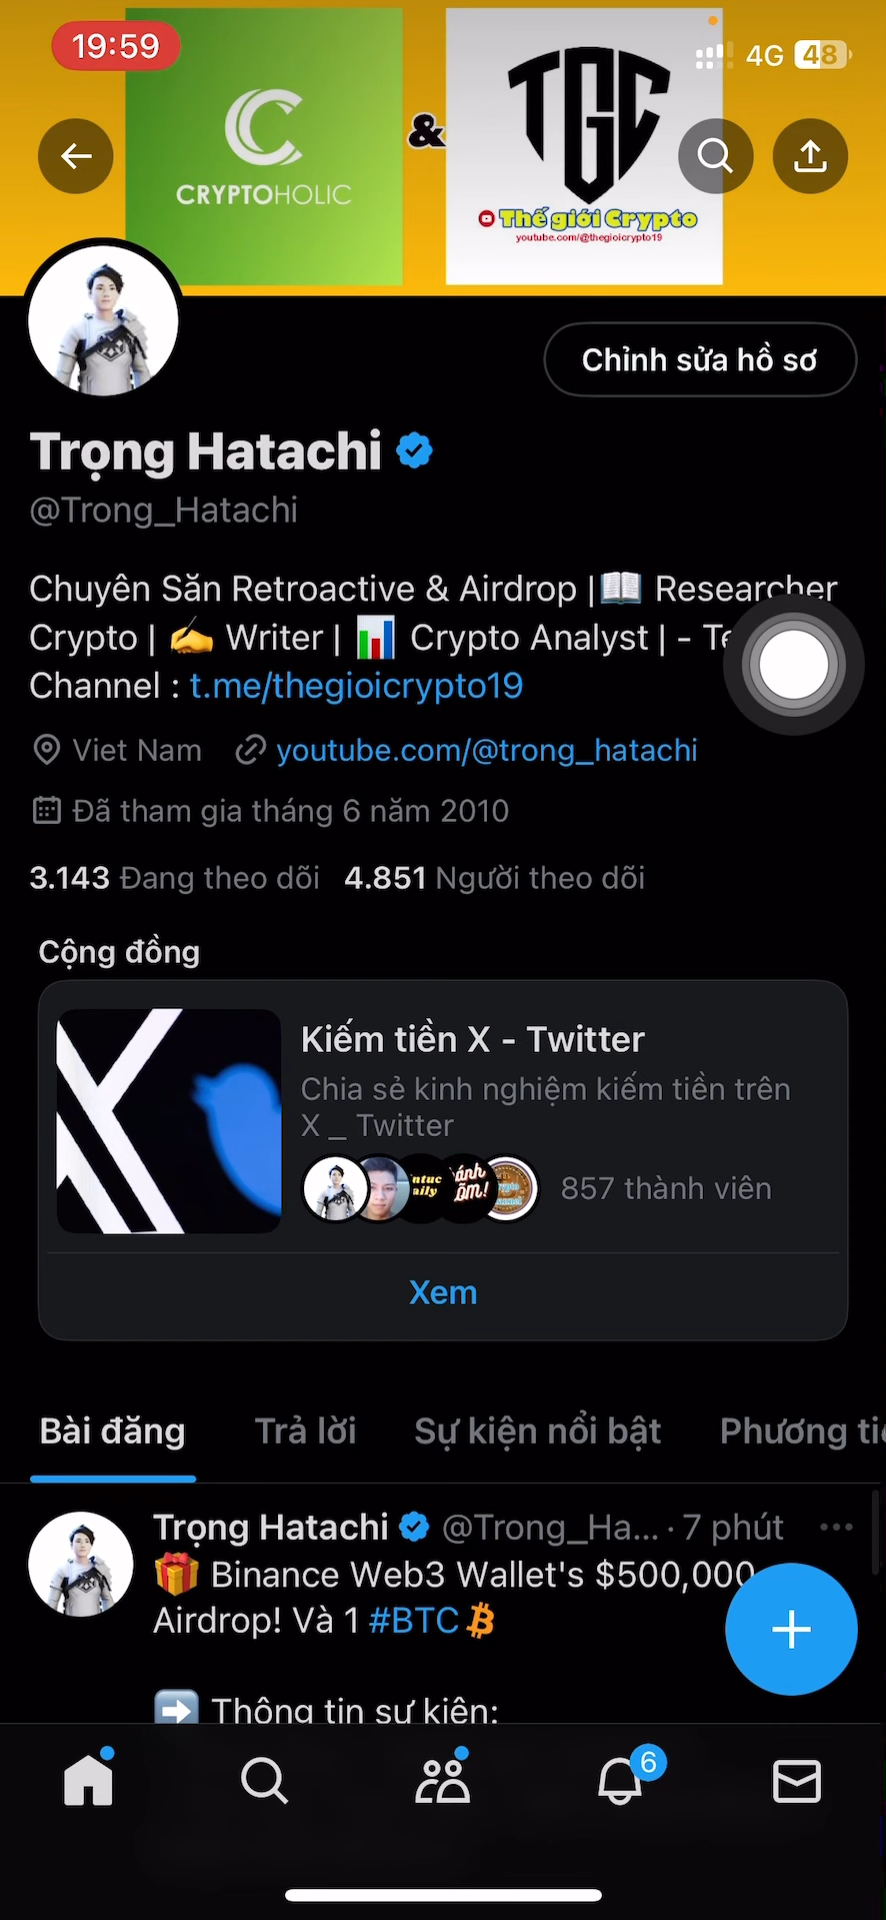 19:59
4G 48
CRYPTOHOLIC
&
TGC
Thế giới Crypto
youtube.com/@thegioicrypto19
Chỉnh sửa hồ sơ
Trọng Hatachi
@Trong_Hatachi
Chuyên Săn Retroactive & Airdrop | Researcher
Crypto | Writer | Crypto Analyst | -
Channel : t.me/thegioicrypto19
Viet Nam youtube.com/@trong_hatachi
Đã tham gia tháng 6 năm 2010
3.143 Đang theo dõi 4.851 Người theo dõi
Cộng đồng
Kiếm tiền X - Twitter
Chia sẻ kinh nghiệm kiếm tiền trên
X _ Twitter
857 thành viên
Xem
Bài đăng Trả lời Sự kiện nổi bật Phương
Trọng Hatachi @Trong_Ha... · 7 phút
Binance Web3 Wallet's $500,000
Airdrop! Và 1 #BTC
Thông tin sự kiện:
6